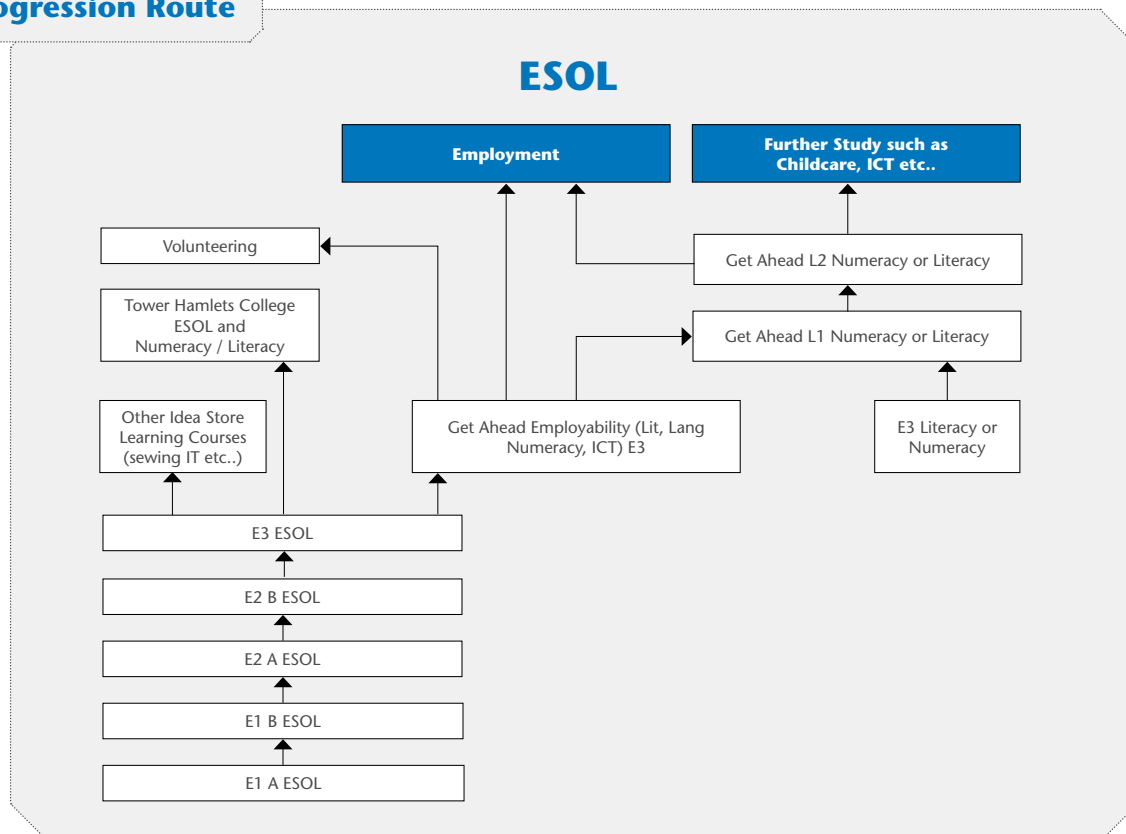 ogression Route
ESOL
Employment
Further Study such as
Childcare, ICT etc..
Volunteering
Get Ahead L2 Numeracy or Literacy
Tower Hamlets College
ESOL and
Numeracy / Literacy
Get Ahead L1 Numeracy or Literacy
Other Idea Store
Learning Courses
(sewing IT etc..)
Get Ahead Employability (Lit, Lang
Numeracy, ICT) E3
E3 Literacy or
Numeracy
E3 ESOL
E2 B ESOL
E2 A ESOL
E1 B ESOL
E1 A ESOL